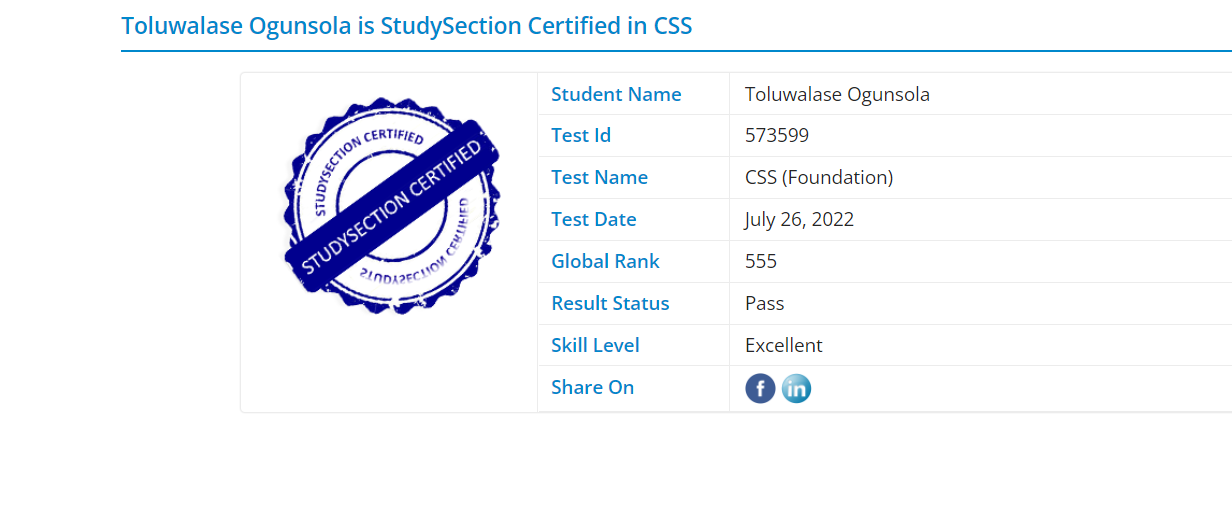 Toluwalase Ogunsola is StudySection Certified in CSS
STUDYSECTION CERTIFIED
STUDYSECTION CERTIFIED
STUDYSECTION CERTIFIED
Student Name Toluwalase Ogunsola
Test Id 573599
Test Name CSS (Foundation)
Test Date July 26, 2022
Global Rank 555
Result Status Pass
Skill Level Excellent
Share On f in